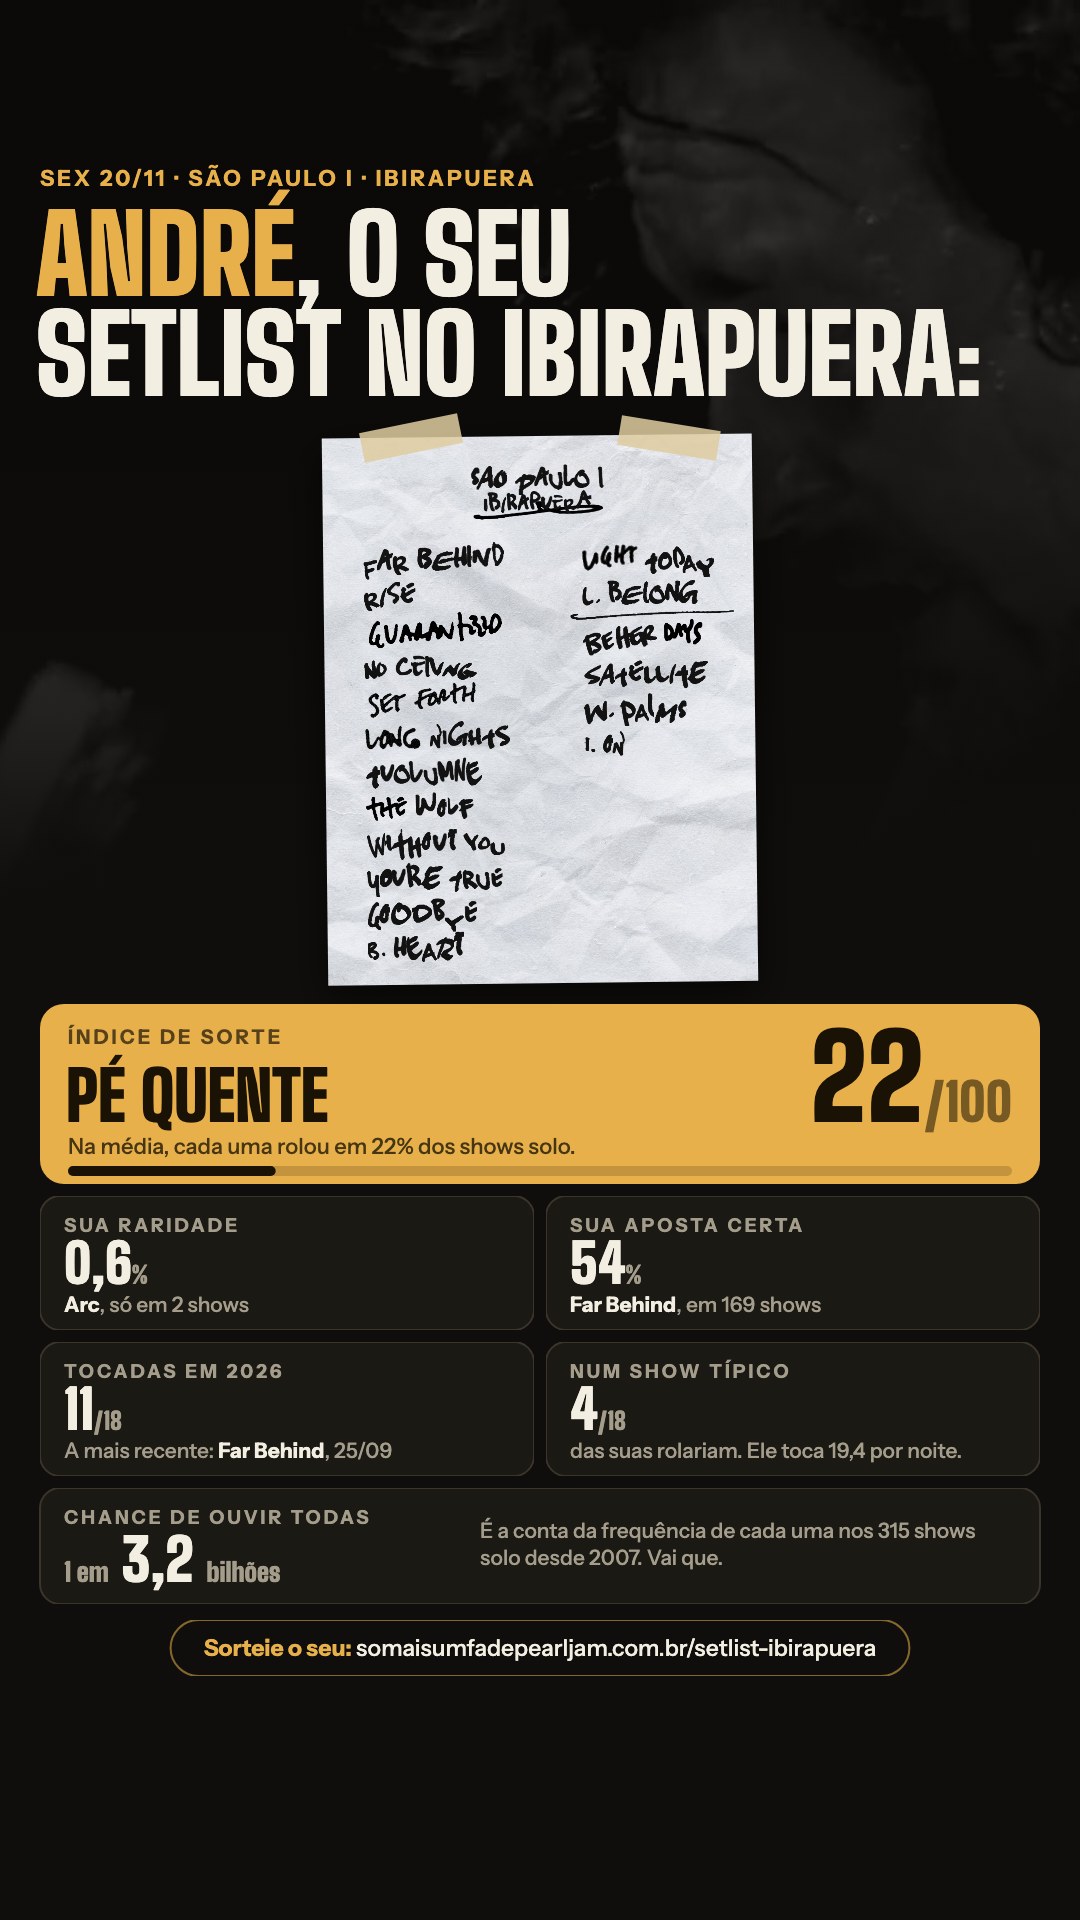 SEX 20/11 · SÃO PAULO I · IBIRAPUERA
ANDRÉ, O SEU
SETLIST NO IBIRAPUERA:
SÃO PAULO I
IBIRAPUERA
FAR BEHIND
RISE
GUARANTEED
NO CEILING
SET FORTH
LONG NIGHTS
TUOLUMNE
THE WOLF
WITHOUT YOU
YOURE TRUE
GOODBYE
B. HEART
LIGHT TODAY
L. BELONG
BETTER DAYS
SATELLITE
W. PALMS
I. ON
ÍNDICE DE SORTE
PÉ QUENTE
22/100
Na média, cada uma rolou em 22% dos shows solo.
SUA RARIDADE
0,6%
Arc, só em 2 shows
SUA APOSTA CERTA
54%
Far Behind, em 169 shows
TOCADAS EM 2026
11/18
A mais recente: Far Behind, 25/09
NUM SHOW TÍPICO
4/18
das suas rolariam. Ele toca 19,4 por noite.
CHANCE DE OUVIR TODAS
1 em 3,2 bilhões
É a conta da frequência de cada uma nos 315 shows
solo desde 2007. Vai que.
Sorteie o seu: somaisumfadepearljam.com.br/setlist-ibirapuera